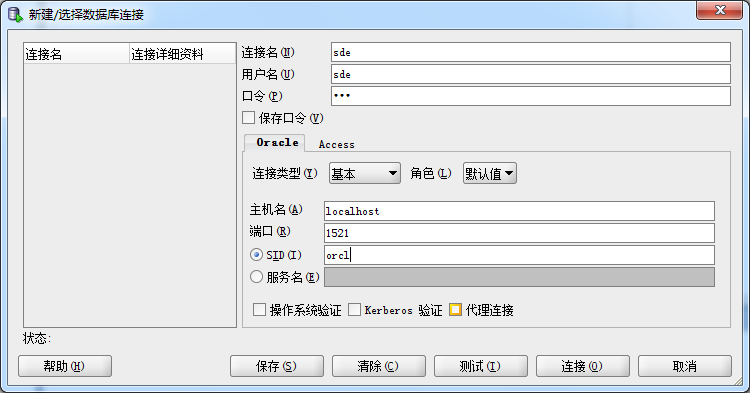 新建/选择数据库连接
连接名 连接详细资料
连接名(N) sde
用户名(U) sde
口令(P) •••
保存口令(V)
Oracle Access
连接类型(Y) 基本 角色(L) 默认值
主机名(A) localhost
端口(R) 1521
SID(I) orcl
服务名(E)
操作系统验证 Kerberos 验证 代理连接
状态:
帮助(H) 保存(S) 清除(C) 测试(T) 连接(O) 取消